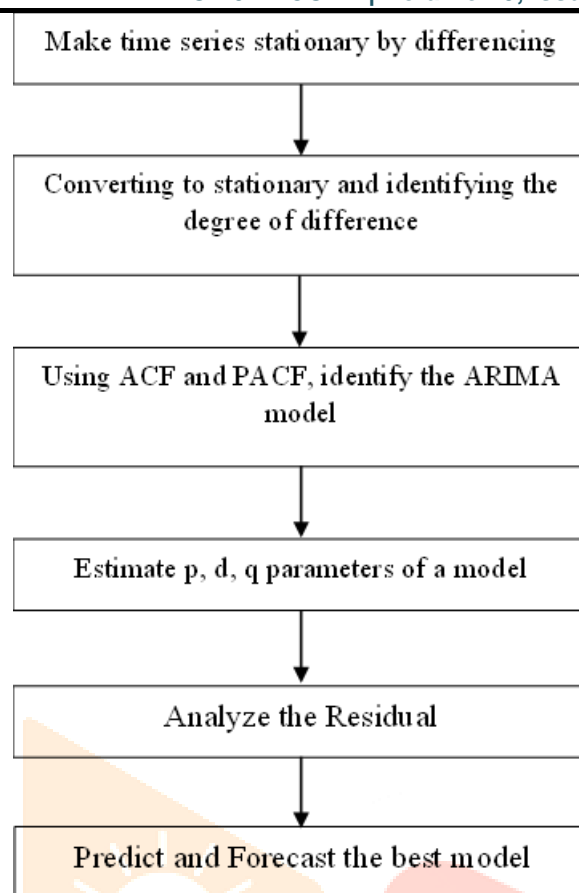 Make time series stationary by differencing
Converting to stationary and identifying the
degree of difference
Using ACF and PACF, identify the ARIMA
model
Estimate p, d, q parameters of a model
Analyze the Residual
Predict and Forecast the best model